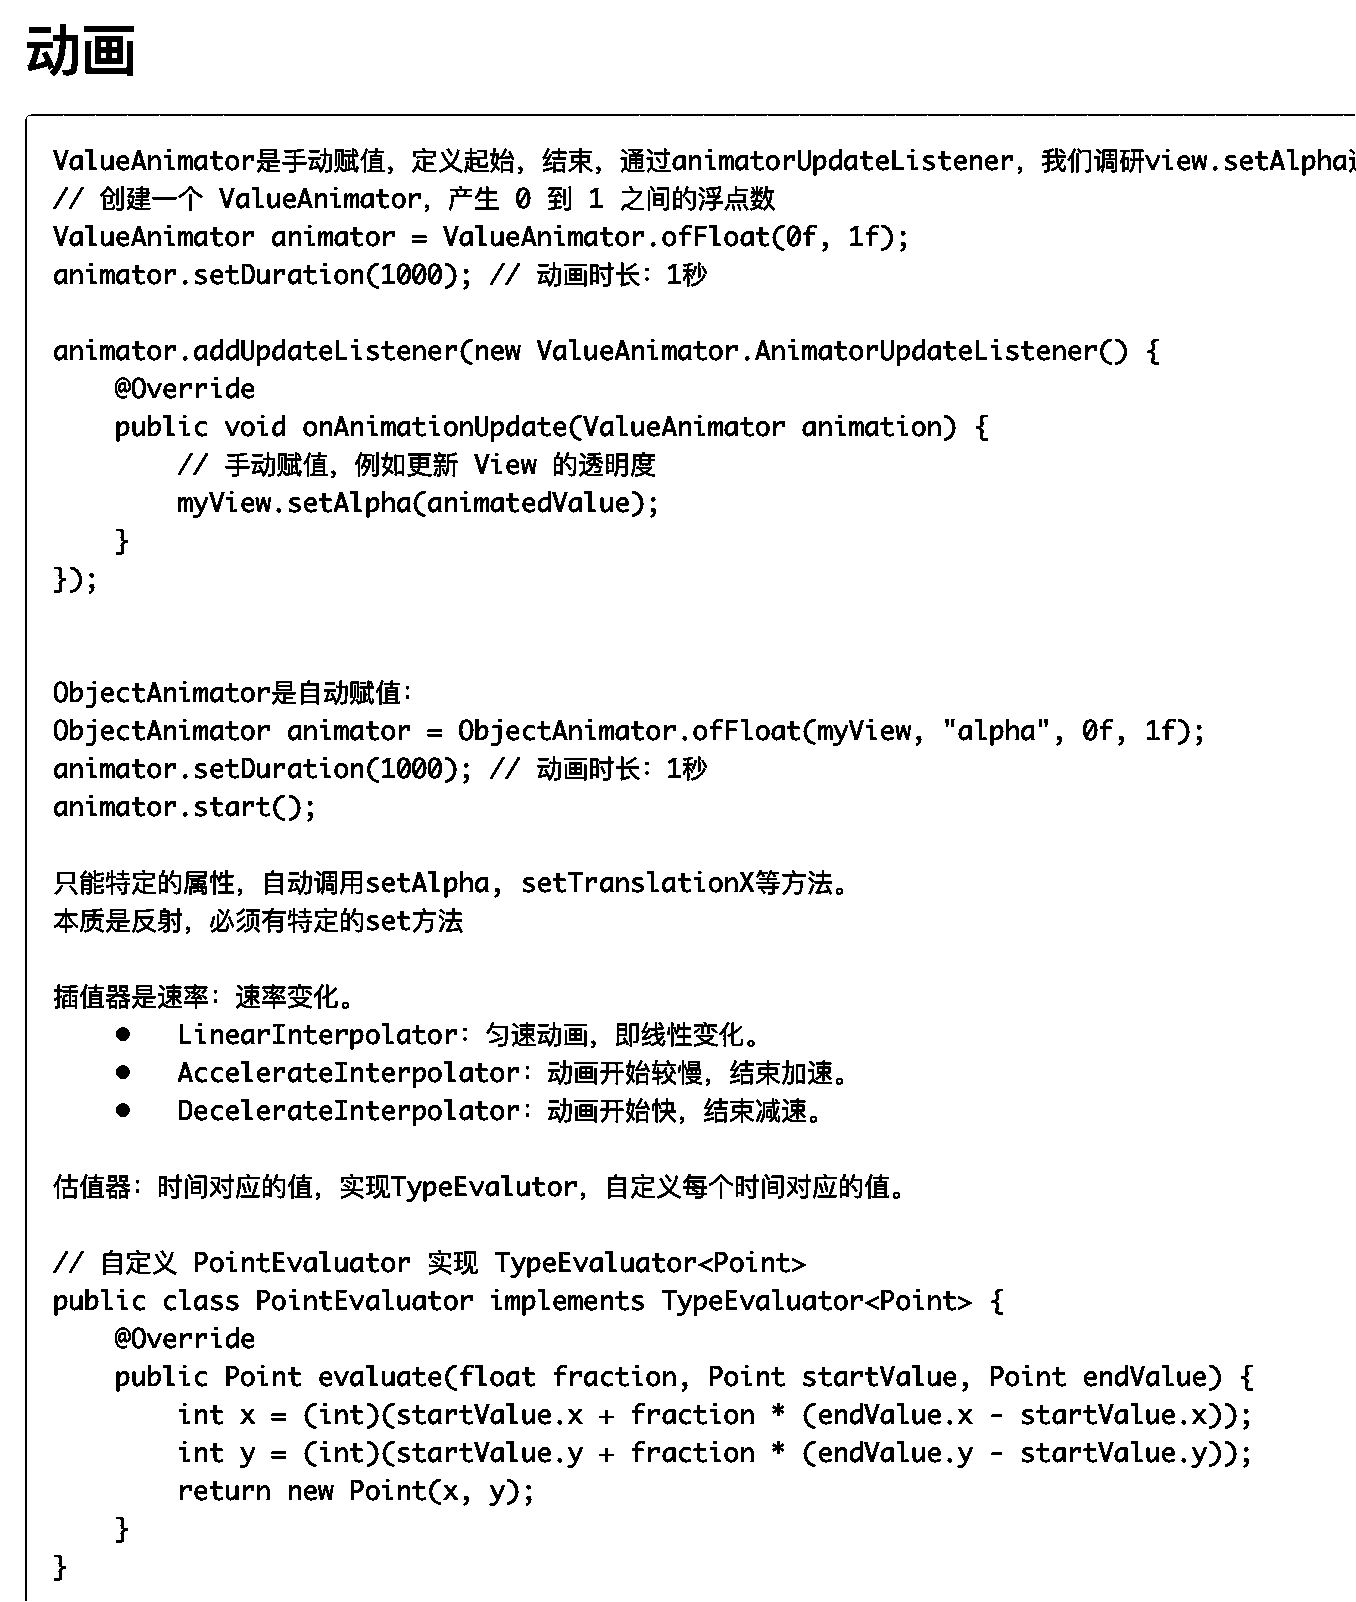 动画
ValueAnimator是手动赋值，定义起始，结束，通过animatorUpdateListener，我们调研view.setAlpha
// 创建一个 ValueAnimator，产生 0 到 1 之间的浮点数
ValueAnimator animator = ValueAnimator.ofFloat(0f, 1f);
animator.setDuration(1000); // 动画时长：1秒
animator.addUpdateListener(new ValueAnimator.AnimatorUpdateListener() {
    @Override
    public void onAnimationUpdate(ValueAnimator animation) {
        // 手动赋值，例如更新 View 的透明度
        myView.setAlpha(animatedValue);
    }
});
ObjectAnimator是自动赋值：
ObjectAnimator animator = ObjectAnimator.ofFloat(myView, "alpha", 0f, 1f);
animator.setDuration(1000); // 动画时长：1秒
animator.start();
只能特定的属性，自动调用setAlpha, setTranslationX等方法。
本质是反射，必须有特定的set方法
插值器是速率：速率变化。
    •   LinearInterpolator：匀速动画，即线性变化。
    •   AccelerateInterpolator：动画开始较慢，结束加速。
    •   DecelerateInterpolator：动画开始快，结束减速。
估值器：时间对应的值，实现TypeEvalutor，自定义每个时间对应的值。
// 自定义 PointEvaluator 实现 TypeEvaluator<Point>
public class PointEvaluator implements TypeEvaluator<Point> {
    @Override
    public Point evaluate(float fraction, Point startValue, Point endValue) {
        int x = (int)(startValue.x + fraction * (endValue.x - startValue.x));
        int y = (int)(startValue.y + fraction * (endValue.y - startValue.y));
        return new Point(x, y);
    }
}